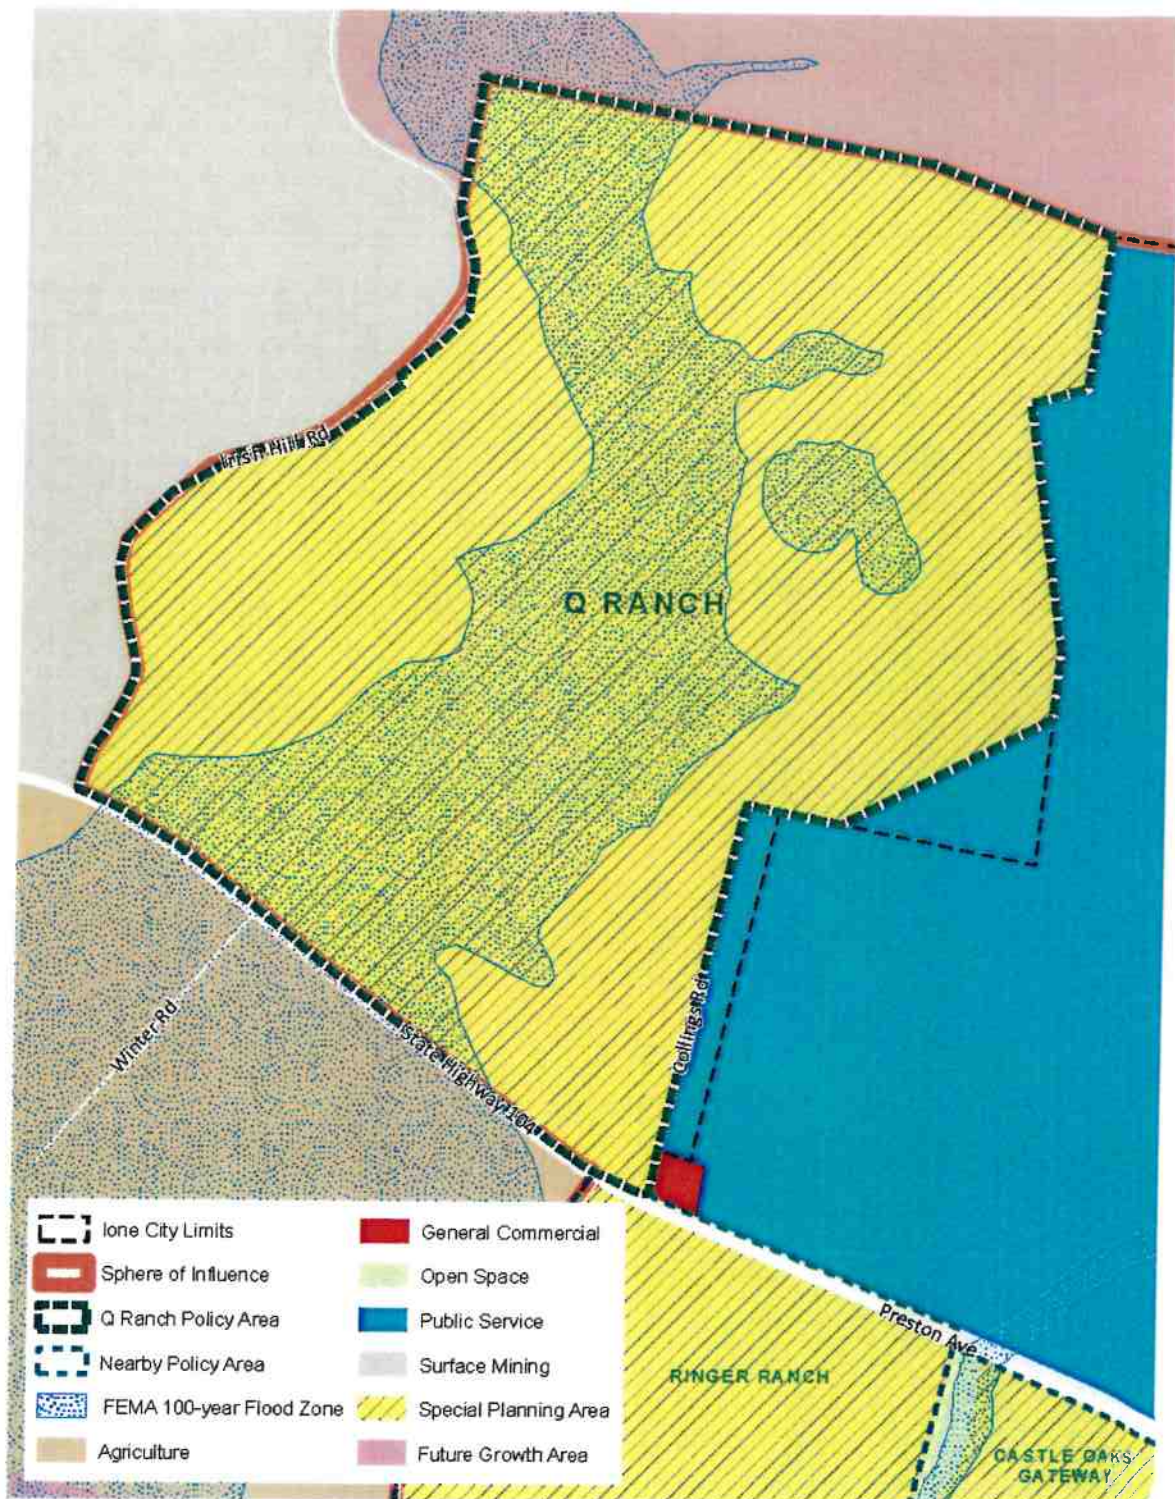 Irish Hill Rd
Q RANCH
Winter Rd
State Highway 104
Collings Rd
Preston Ave
RINGER RANCH
CASTLE OAKS
GATEWAY
Ione City Limits
Sphere of Influence
Q Ranch Policy Area
Nearby Policy Area
FEMA 100-year Flood Zone
Agriculture
General Commercial
Open Space
Public Service
Surface Mining
Special Planning Area
Future Growth Area